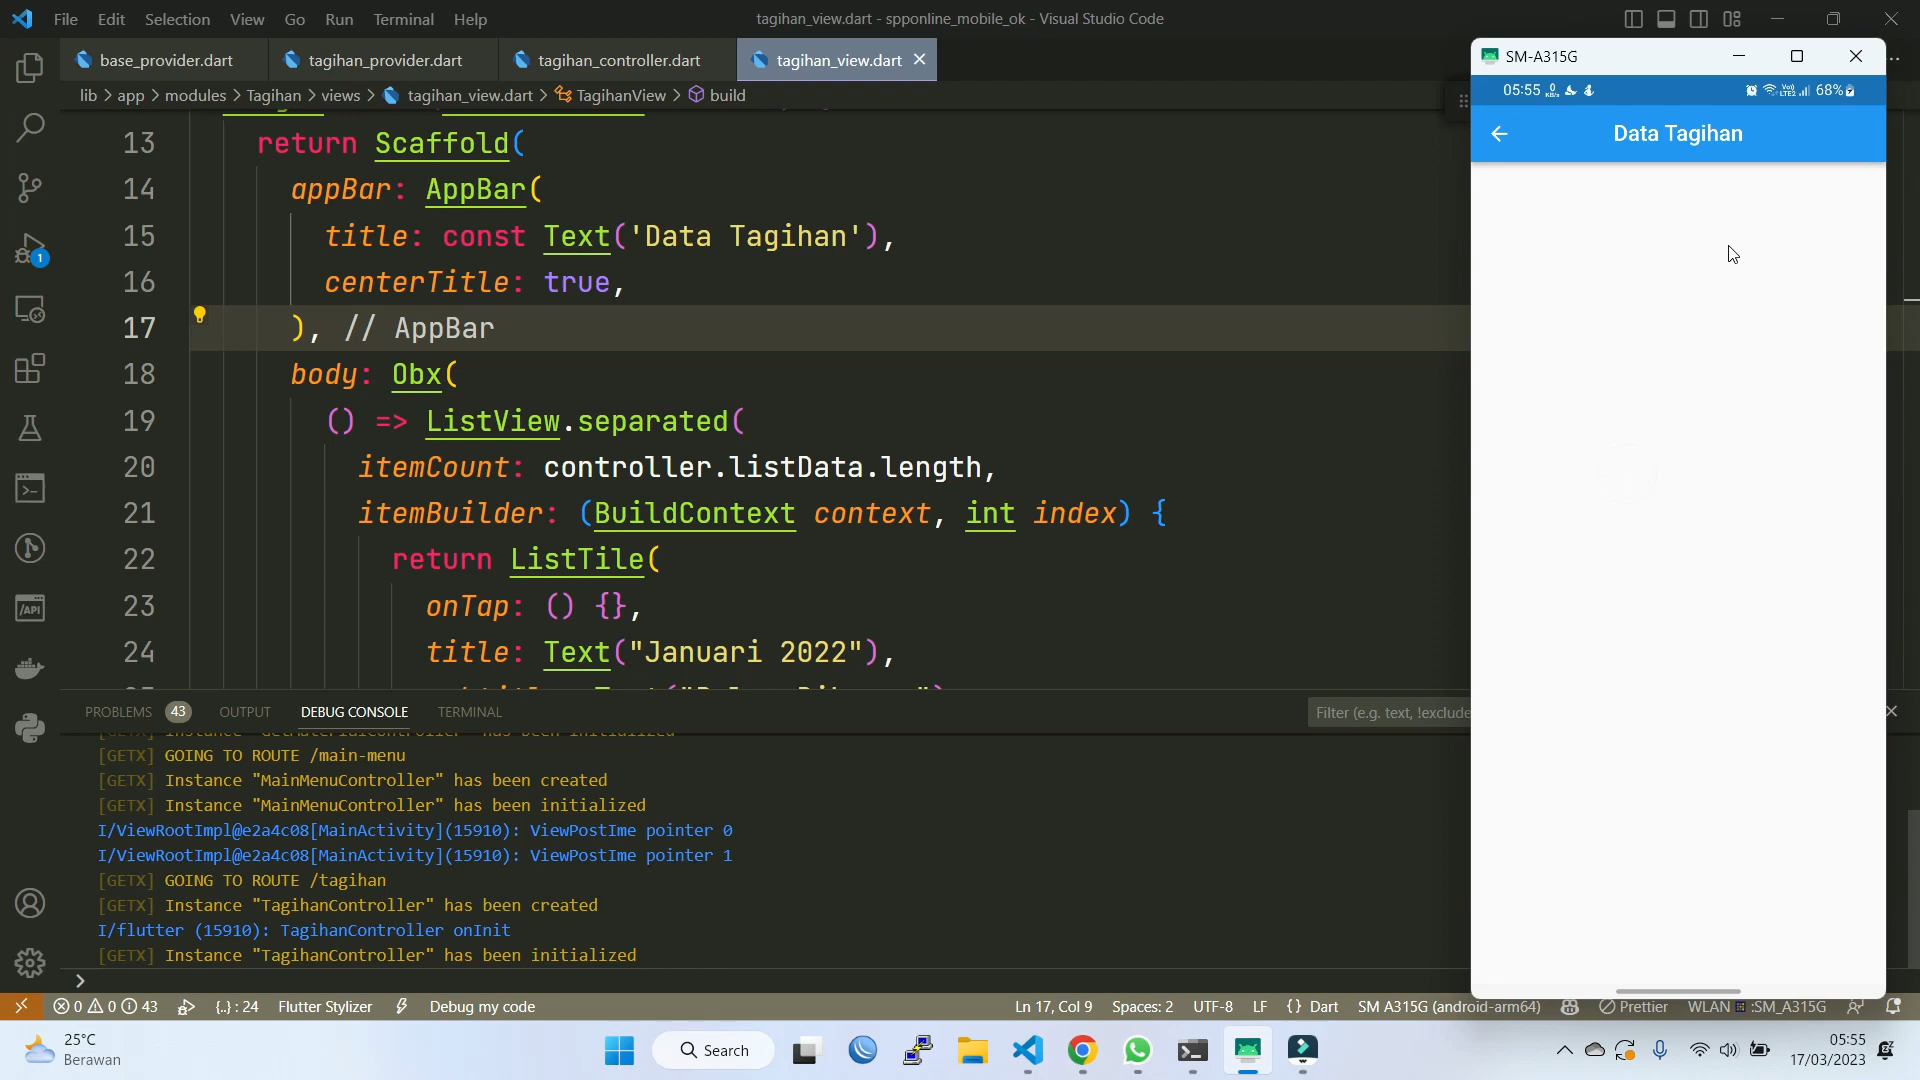 File Edit Selection View Go Run Terminal Help
tagihan_view.dart - spponline_mobile_ok - Visual Studio Code
base_provider.dart
tagihan_provider.dart
tagihan_controller.dart
tagihan_view.dart
lib > app > modules > Tagihan > views > tagihan_view.dart > TagihanView > build
13 return Scaffold(
14 appBar: AppBar(
15 title: const Text('Data Tagihan'),
16 centerTitle: true,
17 ), // AppBar
18 body: Obx(
19 () => ListView.separated(
20 itemCount: controller.listData.length,
21 itemBuilder: (BuildContext context, int index) {
22 return ListTile(
23 onTap: () {},
24 title: Text("Januari 2022"),
SM-A315G
05:55 0 KB/s
Vo) LTE2 68%
Data Tagihan
1
PROBLEMS 43 OUTPUT DEBUG CONSOLE TERMINAL
Filter (e.g. text, !exclude
[GETX] GOING TO ROUTE /main-menu
[GETX] Instance "MainMenuController" has been created
[GETX] Instance "MainMenuController" has been initialized
I/ViewRootImpl@e2a4c08[MainActivity](15910): ViewPostIme pointer 0
I/ViewRootImpl@e2a4c08[MainActivity](15910): ViewPostIme pointer 1
[GETX] GOING TO ROUTE /tagihan
[GETX] Instance "TagihanController" has been created
I/flutter (15910): TagihanController onInit
[GETX] Instance "TagihanController" has been initialized
0 0 43 {..} : 24 Flutter Stylizer Debug my code
Ln 17, Col 9 Spaces: 2 UTF-8 LF {} Dart SM A315G (android-arm64) Prettier WLAN :SM_A315G
25°C
Berawan
Search
05:55
17/03/2023